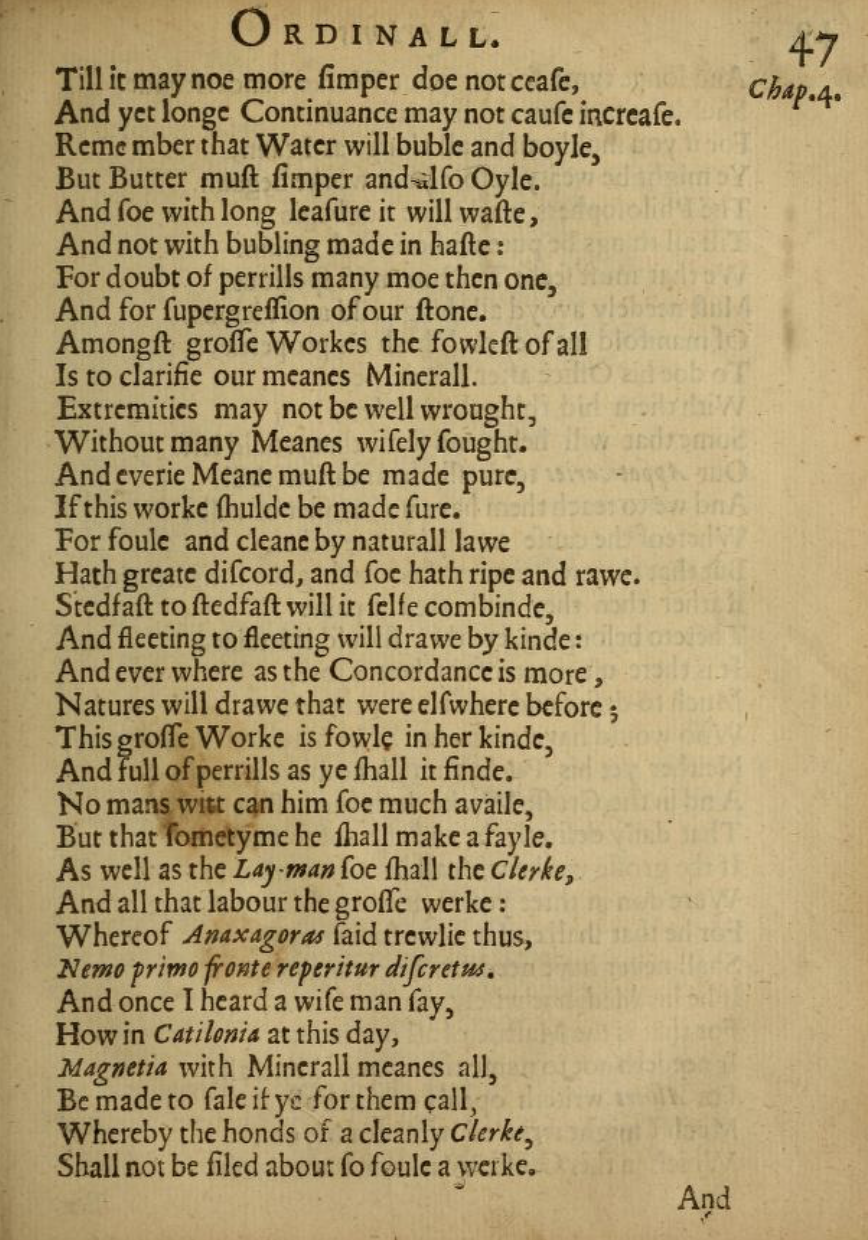 ORDINALL.
47
Chap.4.
Till it may noe more ſimper doe not ceaſe,
And yet longe Continuance may not cauſe increaſe.
Reme mber that Water will buble and boyle,
But Butter muſt ſimper and alſo Oyle.
And ſoe with long leaſure it will waſte,
And not with bubling made in haſte:
For doubt of perrills many moe then one,
And for ſupergreſſion of our ſtone.
Amongſt groſſe Workes the fowleſt of all
Is to clarifie our meanes Minerall.
Extremities may not be well wrought,
Without many Meanes wiſely ſought.
And everie Meane muſt be made pure,
If this worke ſhulde be made ſure.
For foule and cleane by naturall lawe
Hath greate diſcord, and ſoe hath ripe and rawe.
Stedfaſt to ſtedfaſt will it ſelfe combinde,
And fleeting to fleeting will drawe by kinde:
And ever where as the Concordance is more,
Natures will drawe that were elſwhere before;
This groſſe Worke is fowle in her kinde,
And full of perrills as ye ſhall it finde.
No mans witt can him ſoe much availe,
But that ſometyme he ſhall make a fayle.
As well as the Lay-man ſoe ſhall the Clerke,
And all that labour the groſſe werke:
Whereof Anaxagoras ſaid trewlie thus,
Nemo primo fronte reperitur diſcretus.
And once I heard a wiſe man ſay,
How in Catilonia at this day,
Magnetia with Minerall meanes all,
Be made to ſale if ye for them call,
Whereby the honds of a cleanly Clerke,
Shall not be filed about ſo foule a werke.
And